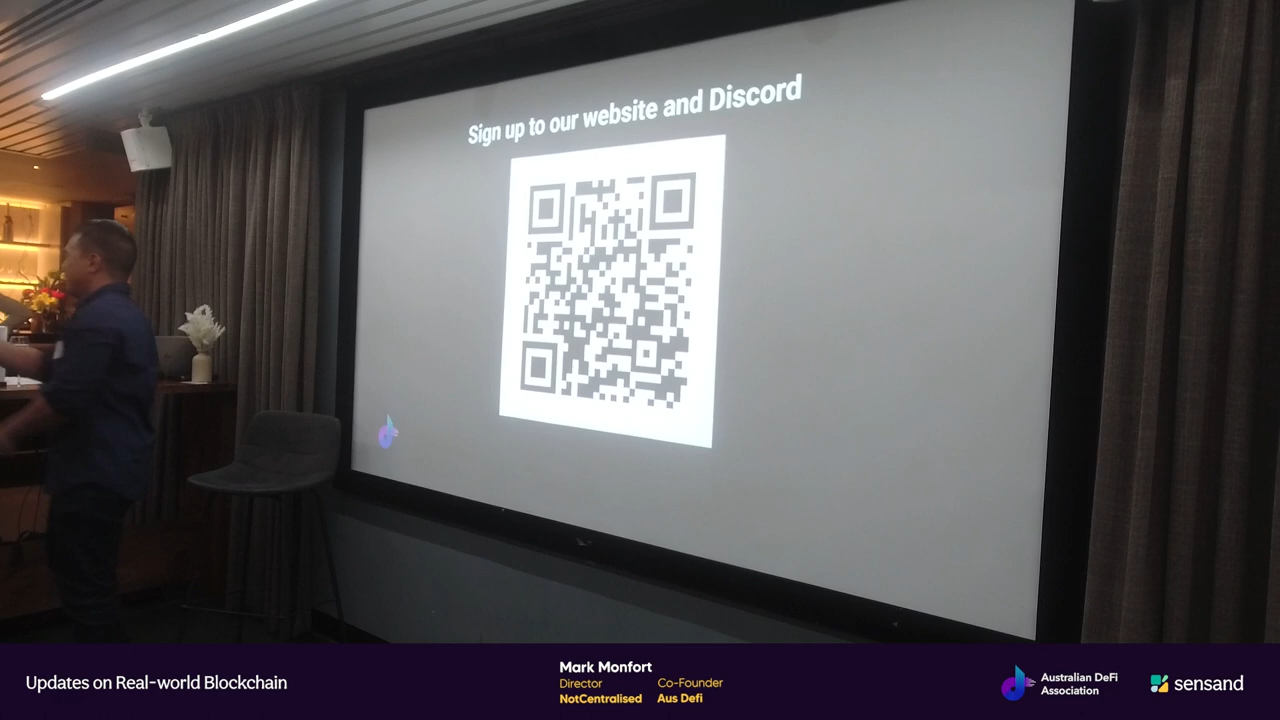 Sign up to our website and Discord
Updates on Real-world Blockchain
Mark Monfort
Director
NotCentralised
Co-Founder
Aus Defi
Australian DeFi
Association
sensand